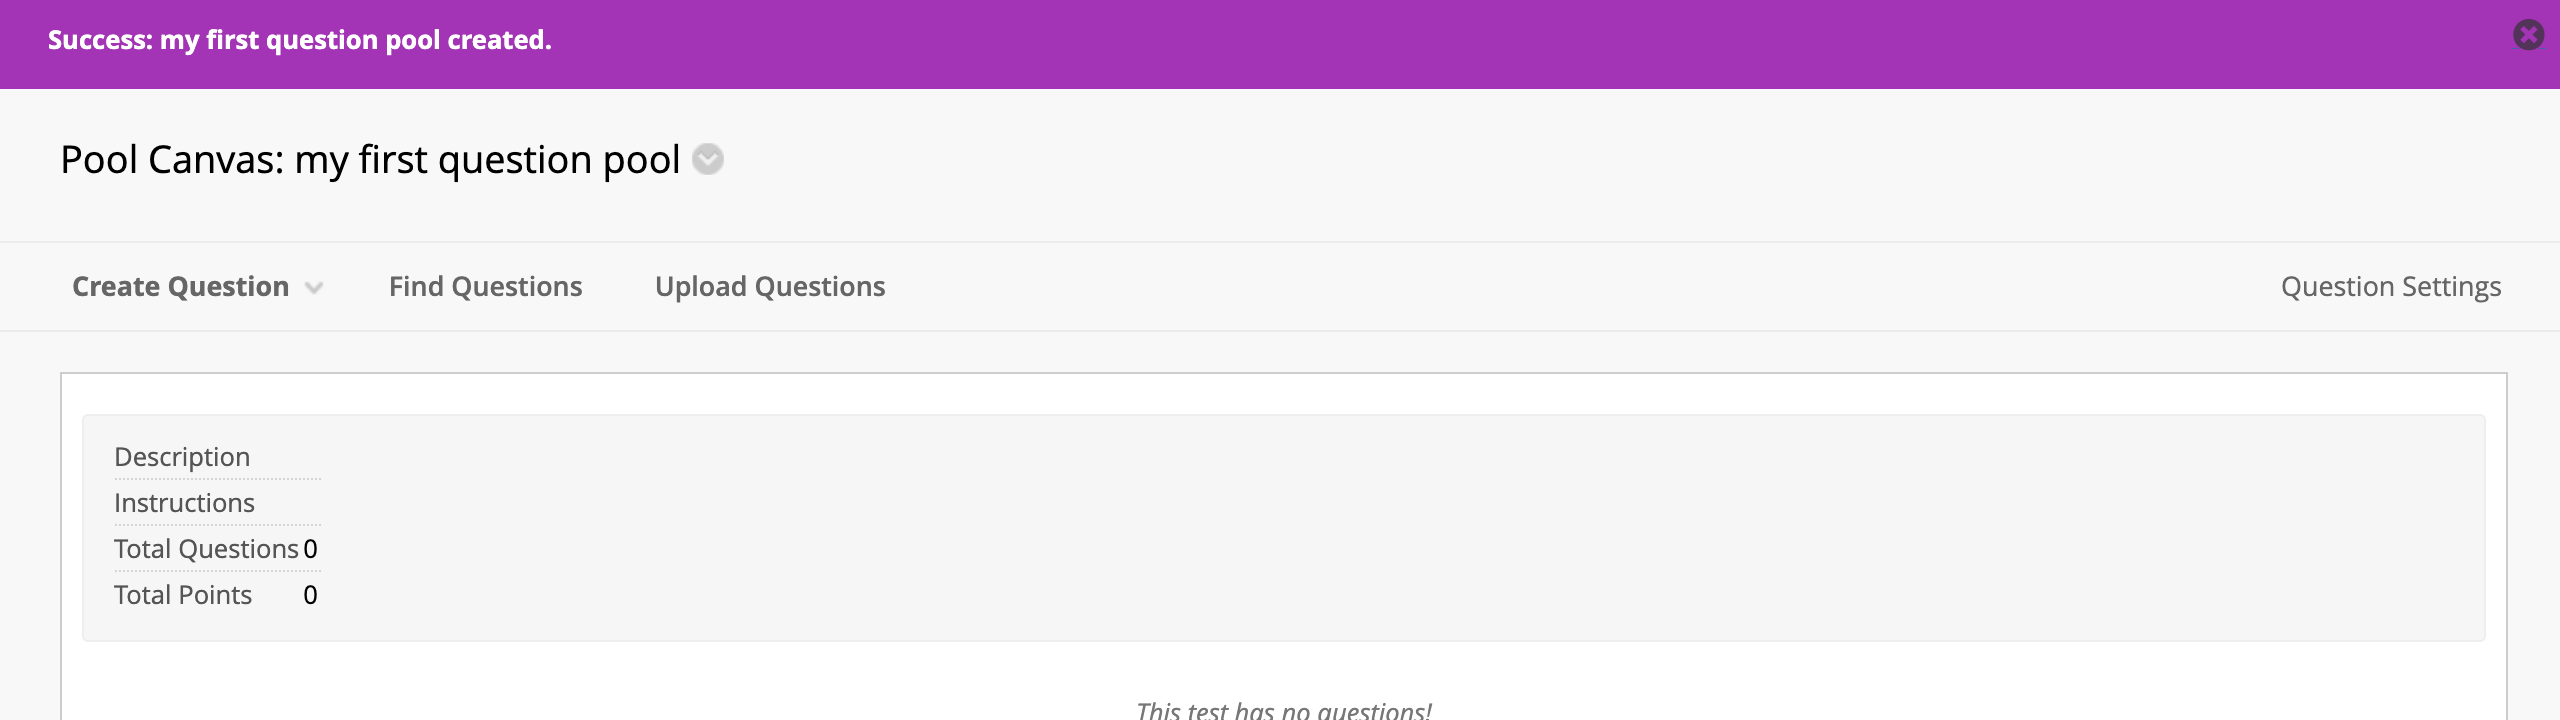 Success: my first question pool created.
Pool Canvas: my first question pool
Create Question Find Questions Upload Questions Question Settings
Description
Instructions
Total Questions 0
Total Points 0
This test has no questions!